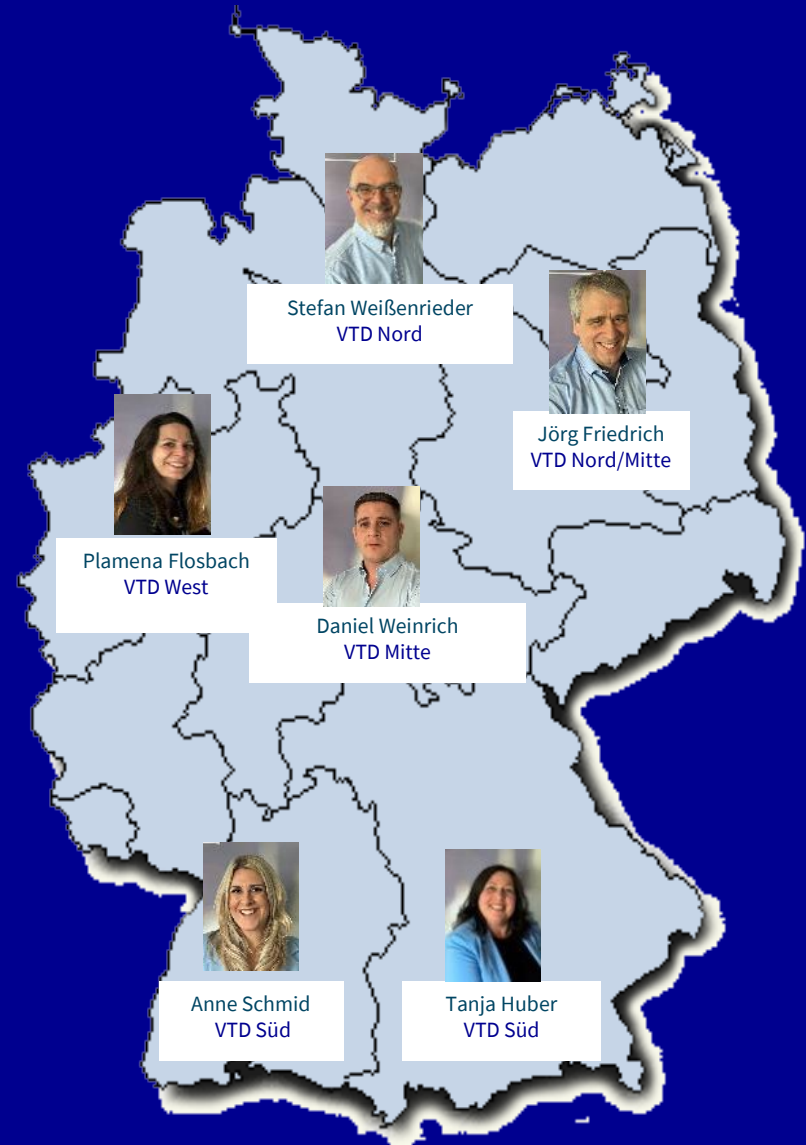 Stefan Weißenrieder
VTD Nord
Jörg Friedrich
VTD Nord/Mitte
Plamena Flosbach
VTD West
Daniel Weinrich
VTD Mitte
Anne Schmid
VTD Süd
Tanja Huber
VTD Süd